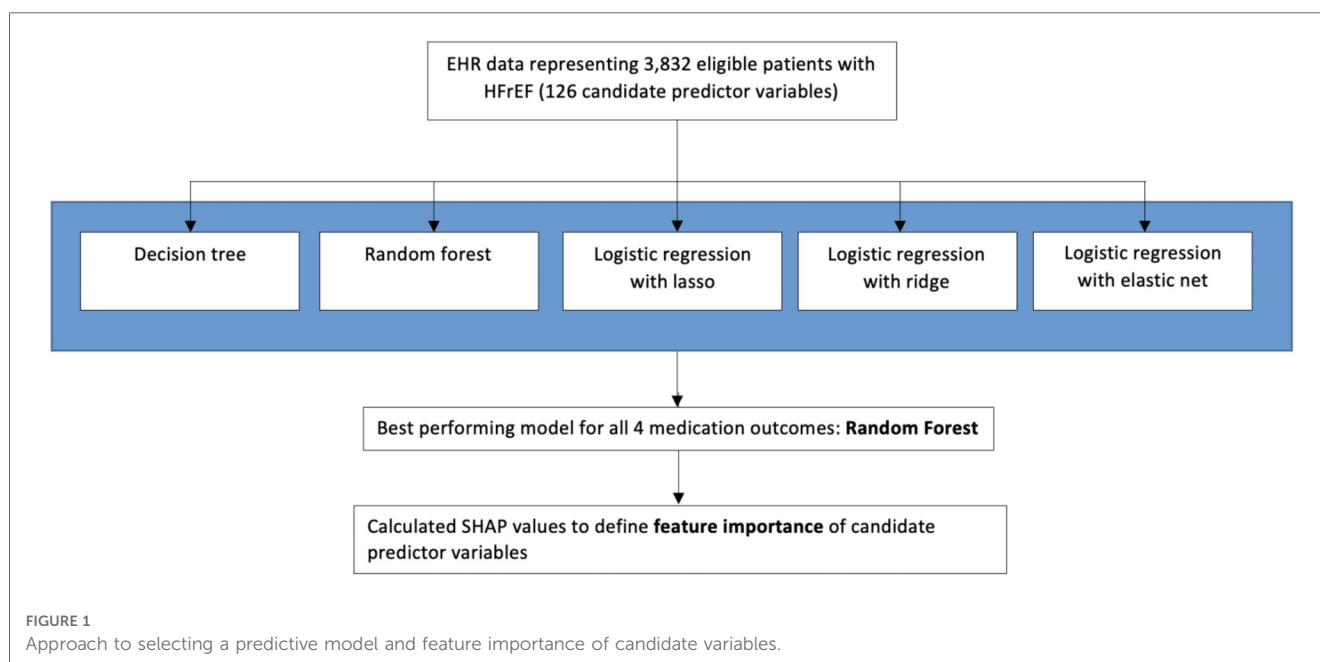 EHR data representing 3,832 eligible patients with
HFrEF (126 candidate predictor variables)
Decision tree
Random forest
Logistic regression
with lasso
Logistic regression
with ridge
Logistic regression
with elastic net
Best performing model for all 4 medication outcomes: Random Forest
Calculated SHAP values to define feature importance of candidate
predictor variables
FIGURE 1
Approach to selecting a predictive model and feature importance of candidate variables.